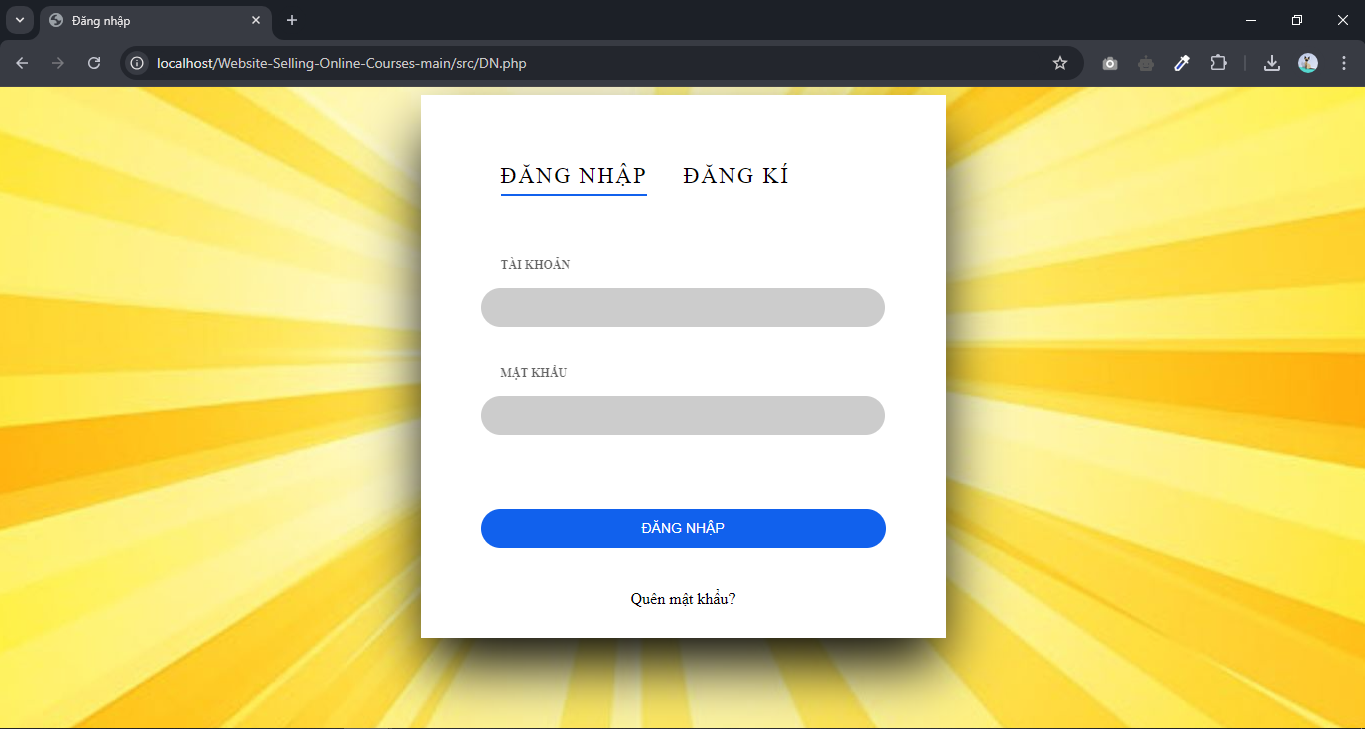 Đăng nhập
localhost/Website-Selling-Online-Courses-main/src/DN.php
ĐĂNG NHẬP ĐĂNG KÍ
TÀI KHOẢN
MẬT KHẨU
ĐĂNG NHẬP
Quên mật khẩu?